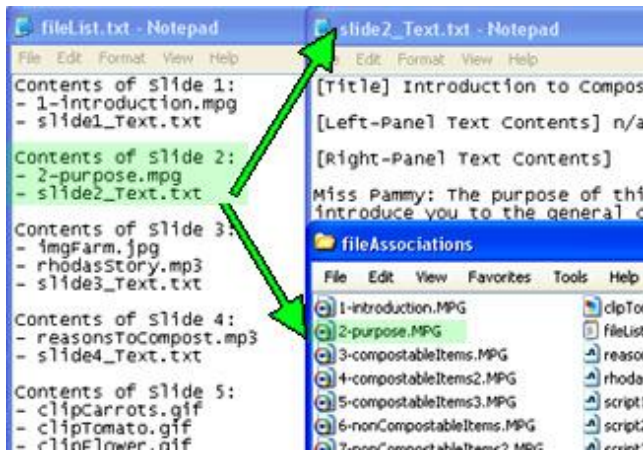 fileList.txt - Notepad
File Edit Format View Help
Contents of Slide 1:
- 1-introduction.mpg
- slide1_Text.txt
Contents of Slide 2:
- 2-purpose.mpg
- slide2_Text.txt
Contents of Slide 3:
- imgFarm.jpg
- rhodasStory.mp3
- slide3_Text.txt
Contents of Slide 4:
- reasonsToCompost.mp3
- slide4_Text.txt
Contents of Slide 5:
- clipCarrots.gif
- clipTomato.gif
- clipFlower.gif
slide2_Text.txt - Notepad
Edit Format View Help
[Title] Introduction to Compos
[Left-Panel Text Contents] n/a
[Right-Panel Text Contents]
Miss Pammy: The purpose of thi
introduce you to the general
fileAssociations
File Edit View Favorites Tools Help
1-introduction.MPG
2-purpose.MPG
3-compostableItems.MPG
4-compostableItems2.MPG
5-compostableItems3.MPG
6-nonCompostableItems.MPG
7-nonCompostableItems2.MPG
clipTo
fileList
reason
rhoda
script
script
script